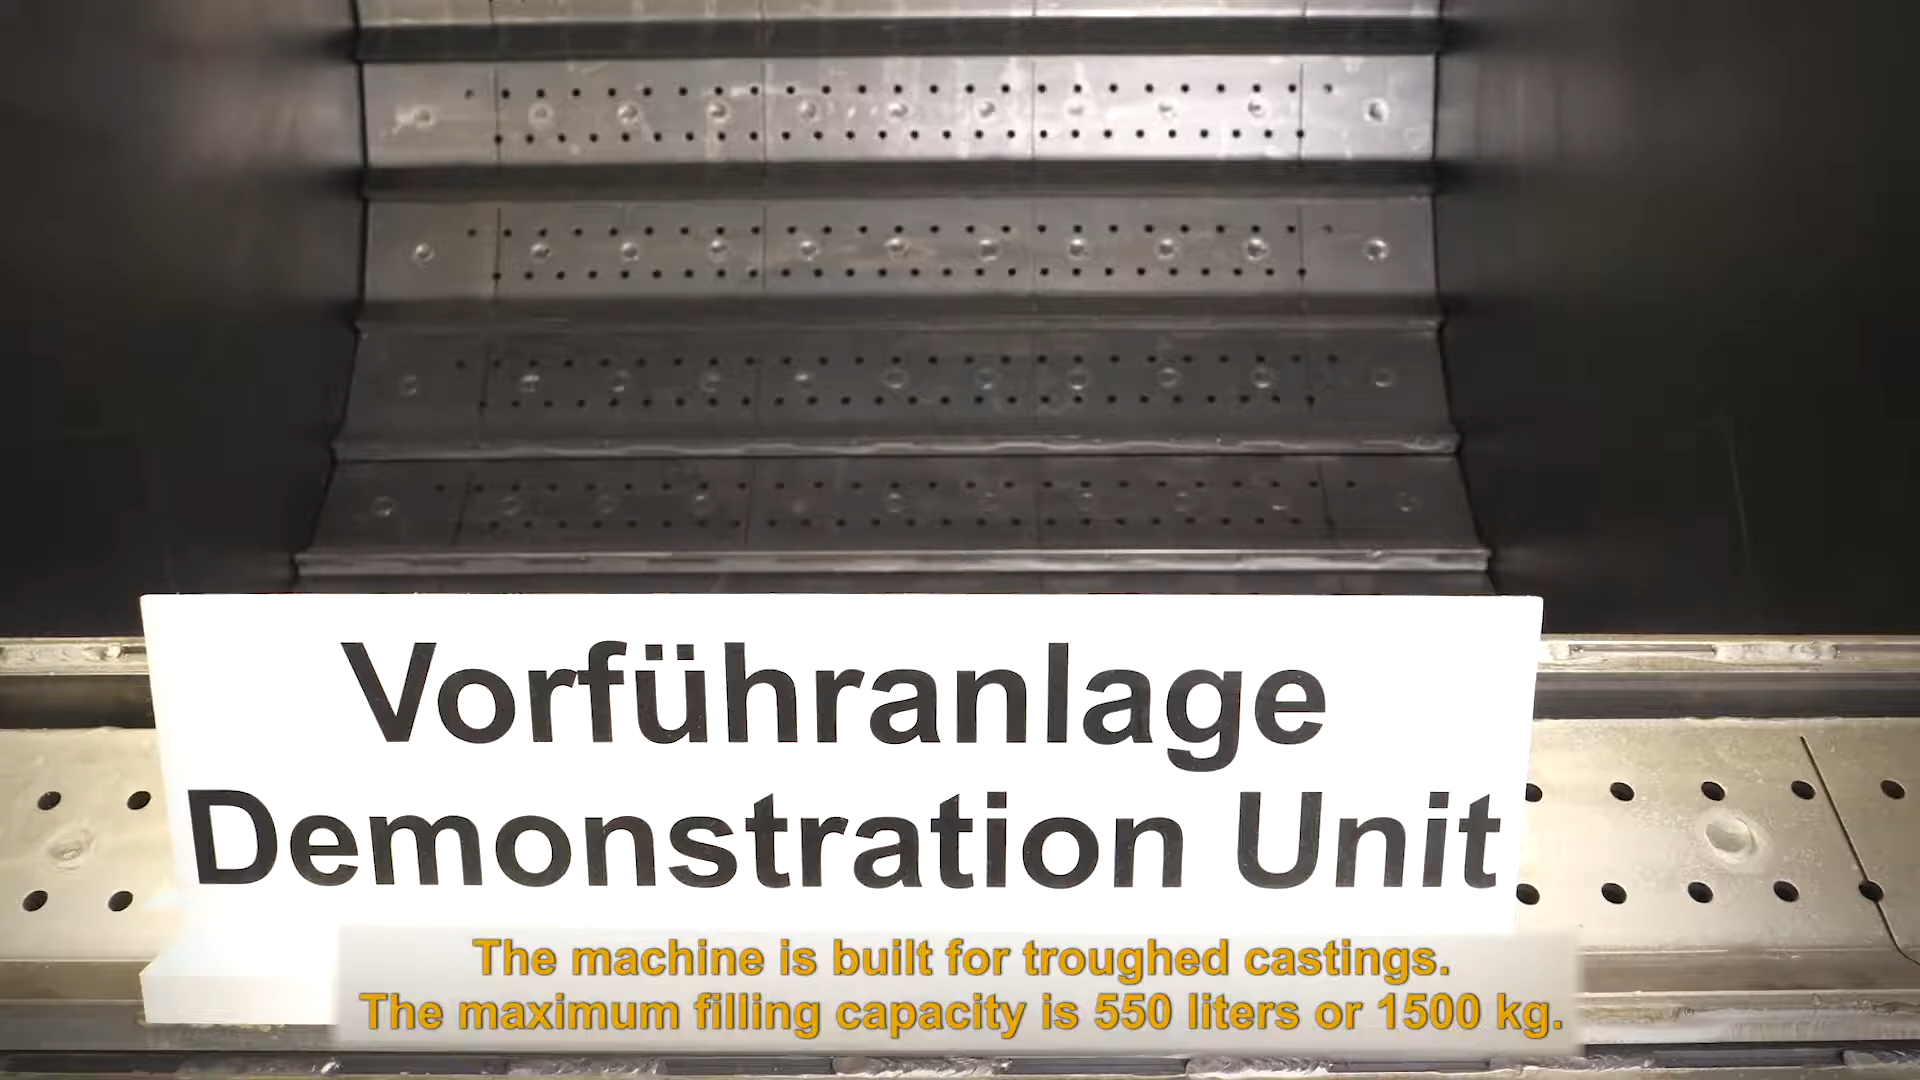 Vorführanlage
Demonstration Unit
The machine is built for troughed castings.
The maximum filling capacity is 550 liters or 1500 kg.